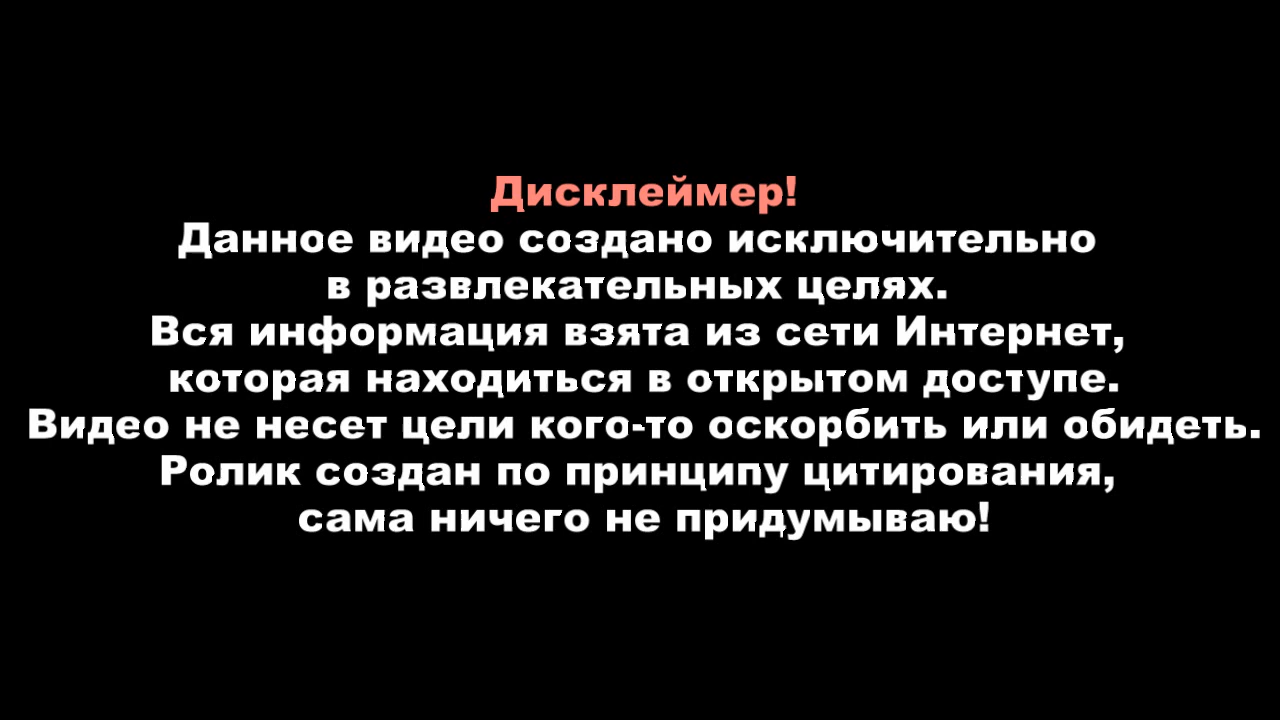 Дисклеймер!
Данное видео создано исключительно
в развлекательных целях.
Вся информация взята из сети Интернет,
которая находиться в открытом доступе.
Видео не несет цели кого-то оскорбить или обидеть.
Ролик создан по принципу цитирования,
сама ничего не придумываю!